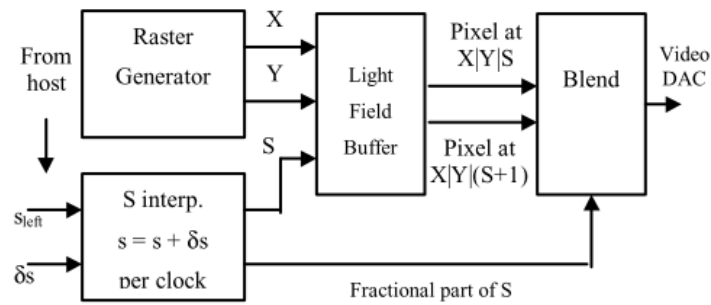 From
host
Raster
Generator
X
Y
S
Light
Field
Buffer
Pixel at
X|Y|S
Pixel at
X|Y|(S+1)
Blend
Video
DAC
sleft
δs
S interp.
s = s + δs
per clock
Fractional part of S